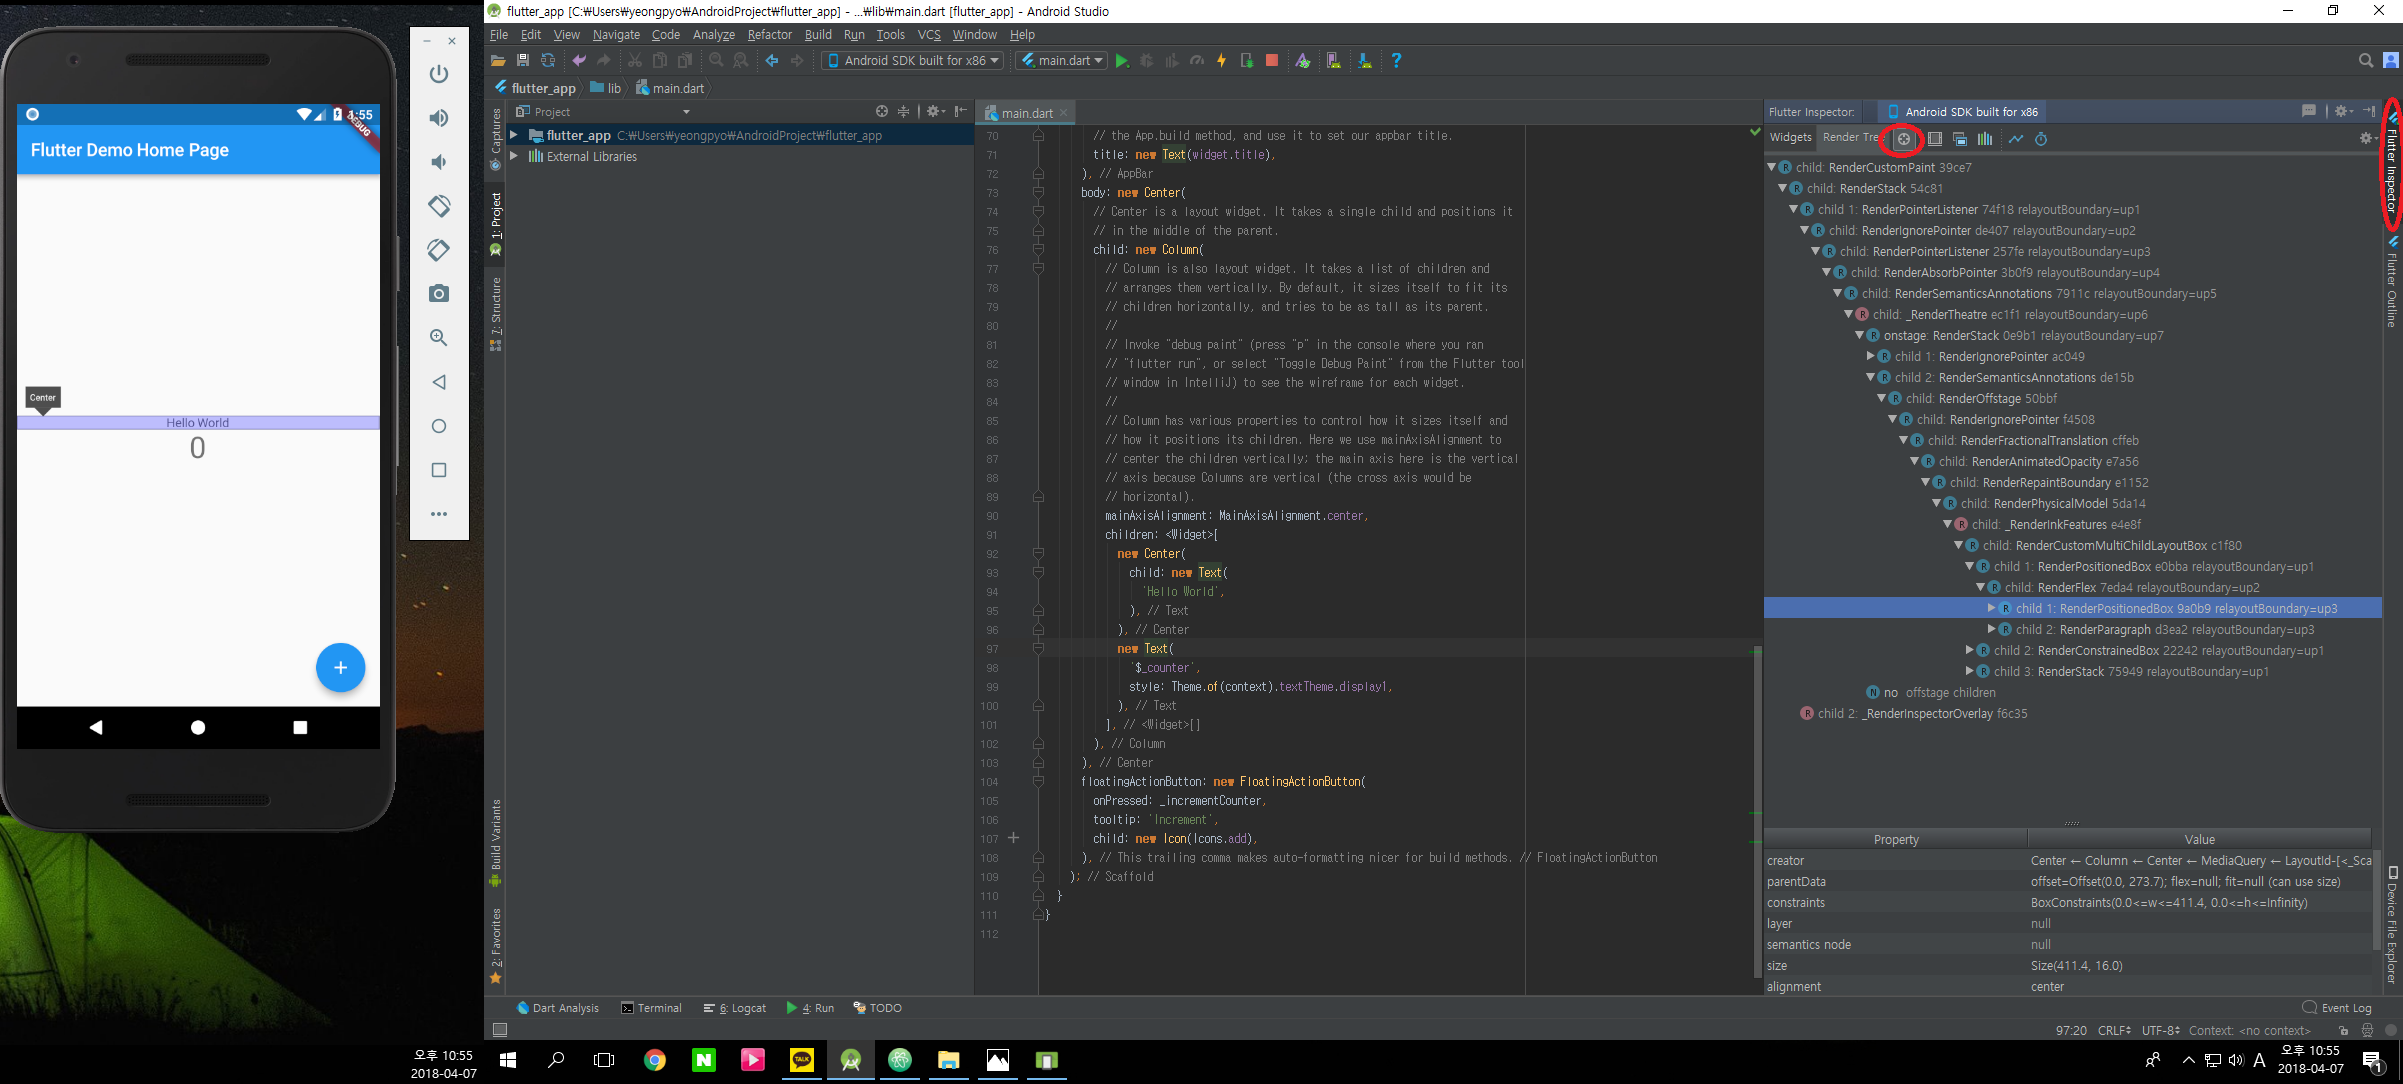 1:55
DEBUG
Flutter Demo Home Page
Center
Hello World
0
flutter_app [C:₩Users₩yeongpyo₩AndroidProject₩flutter_app] - ...₩lib₩main.dart [flutter_app] - Android Studio
File Edit View Navigate Code Analyze Refactor Build Run Tools VCS Window Help
Android SDK built for x86 main.dart
flutter_app lib main.dart
Captures
1: Project
7: Structure
Build Variants
2: Favorites
Project
flutter_app C:₩Users₩yeongpyo₩AndroidProject₩flutter_app
External Libraries
main.dart
70 // the App.build method, and use it to set our appbar title.
71 title: new Text(widget.title),
72 ), // AppBar
73 body: new Center(
74 // Center is a layout widget. It takes a single child and positions it
75 // in the middle of the parent.
76 child: new Column(
77 // Column is also layout widget. It takes a list of children and
78 // arranges them vertically. By default, it sizes itself to fit its
79 // children horizontally, and tries to be as tall as its parent.
80 //
81 // Invoke "debug paint" (press "p" in the console where you ran
82 // "flutter run", or select "Toggle Debug Paint" from the Flutter tool
83 // window in IntelliJ) to see the wireframe for each widget.
84 //
85 // Column has various properties to control how it sizes itself and
86 // how it positions its children. Here we use mainAxisAlignment to
87 // center the children vertically; the main axis here is the vertical
88 // axis because Columns are vertical (the cross axis would be
89 // horizontal).
90 mainAxisAlignment: MainAxisAlignment.center,
91 children: <Widget>[
92 new Center(
93 child: new Text(
94 'Hello World',
95 ), // Text
96 ), // Center
97 new Text(
98 '$_counter',
99 style: Theme.of(context).textTheme.display1,
100 ), // Text
101 ], // <Widget>[]
102 ), // Column
103 ), // Center
104 floatingActionButton: new FloatingActionButton(
105 onPressed: _incrementCounter,
106 tooltip: 'Increment',
107 child: new Icon(Icons.add),
108 ), // This trailing comma makes auto-formatting nicer for build methods. // FloatingActionButton
109 ); // Scaffold
110 }
111 }
112
Flutter Inspector: Android SDK built for x86
Widgets Render Tree
child: RenderCustomPaint 39ce7
child: RenderStack 54c81
child 1: RenderPointerListener 74f18 relayoutBoundary=up1
child: RenderIgnorePointer de407 relayoutBoundary=up2
child: RenderPointerListener 257fe relayoutBoundary=up3
child: RenderAbsorbPointer 3b0f9 relayoutBoundary=up4
child: RenderSemanticsAnnotations 7911c relayoutBoundary=up5
child: _RenderTheatre ec1f1 relayoutBoundary=up6
onstage: RenderStack 0e9b1 relayoutBoundary=up7
child 1: RenderIgnorePointer ac049
child 2: RenderSemanticsAnnotations de15b
child: RenderOffstage 50bbf
child: RenderIgnorePointer f4508
child: RenderFractionalTranslation cffeb
child: RenderAnimatedOpacity e7a56
child: RenderRepaintBoundary e1152
child: RenderPhysicalModel 5da14
child: _RenderInkFeatures e4e8f
child: RenderCustomMultiChildLayoutBox c1f80
child 1: RenderPositionedBox e0bba relayoutBoundary=up1
child: RenderFlex 7eda4 relayoutBoundary=up2
child 1: RenderPositionedBox 9a0b9 relayoutBoundary=up3
child 2: RenderParagraph d3ea2 relayoutBoundary=up3
child 2: RenderConstrainedBox 22242 relayoutBoundary=up1
child 3: RenderStack 75949 relayoutBoundary=up1
no offstage children
child 2: _RenderInspectorOverlay f6c35
Property Value
creator Center ← Column ← Center ← MediaQuery ← LayoutId-[<_Sca
parentData offset=Offset(0.0, 273.7); flex=null; fit=null (can use size)
constraints BoxConstraints(0.0<=w<=411.4, 0.0<=h<=Infinity)
layer null
semantics node null
size Size(411.4, 16.0)
alignment center
Flutter Inspector
Flutter Outline
Device File Explorer
Dart Analysis Terminal 6: Logcat 4: Run TODO Event Log
97:20 CRLF UTF-8 Context: <no context>
오후 10:55
2018-04-07
N
TALK
A
오후 10:55
2018-04-07
1